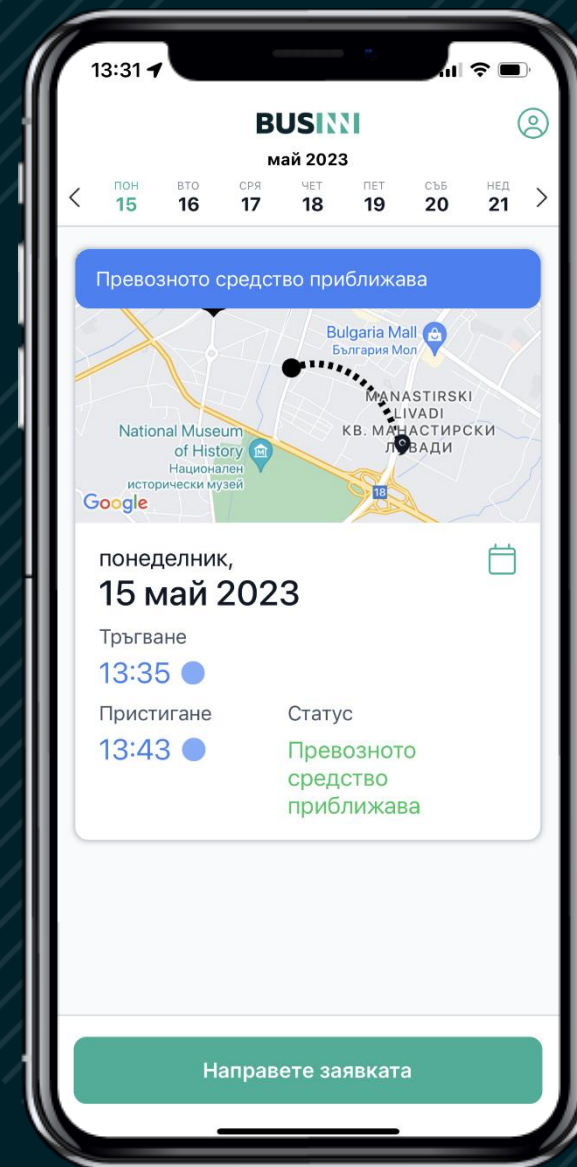 13:31
BUSINNI
май 2023
ПОН ВТО СРЯ ЧЕТ ПЕТ СЪБ НЕД
15 16 17 18 19 20 21
Превозното средство приближава
Bulgaria Mall
България Мол
MANASTIRSKI
LIVADI
КВ. МАНАСТИРСКИ
ЛИВАДИ
National Museum
of History
Национален
исторически музей
18
Google
понеделник,
15 май 2023
Тръгване
13:35
Пристигане
Статус
13:43
Превозното
средство
приближава
Направете заявката